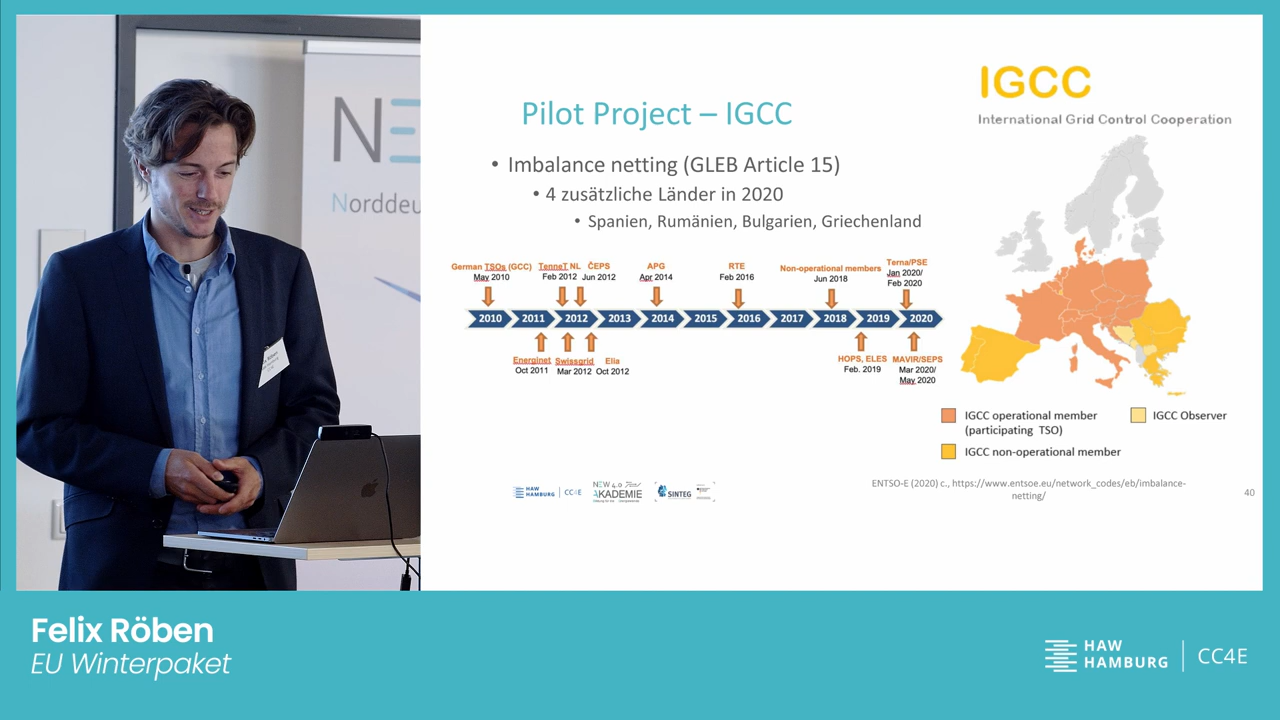 NE
Norddeu
Pilot Project – IGCC
• Imbalance netting (GLEB Article 15)
• 4 zusätzliche Länder in 2020
• Spanien, Rumänien, Bulgarien, Griechenland
IGCC
International Grid Control Cooperation
German TSOs (GCC)
May 2010
TenneT NL
Feb 2012
ČEPS
Jun 2012
APG
Apr 2014
RTE
Feb 2016
Non-operational members
Jun 2018
Terna/PSE
Jan 2020/
Feb 2020
2010 2011 2012 2013 2014 2015 2016 2017 2018 2019 2020
Energinet
Oct 2011
Swissgrid
Mar 2012
Elia
Oct 2012
HOPS, ELES
Feb. 2019
MAVIR/SEPS
Mar 2020/
May 2020
IGCC operational member
(participating TSO)
IGCC Observer
IGCC non-operational member
HAW
HAMBURG
CC4E
NEW 4.0
AKADEMIE
SINTEG
ENTSO-E (2020) c., https://www.entsoe.eu/network_codes/eb/imbalance-
netting/
40
Felix Röben
EU Winterpaket
HAW
HAMBURG
CC4E